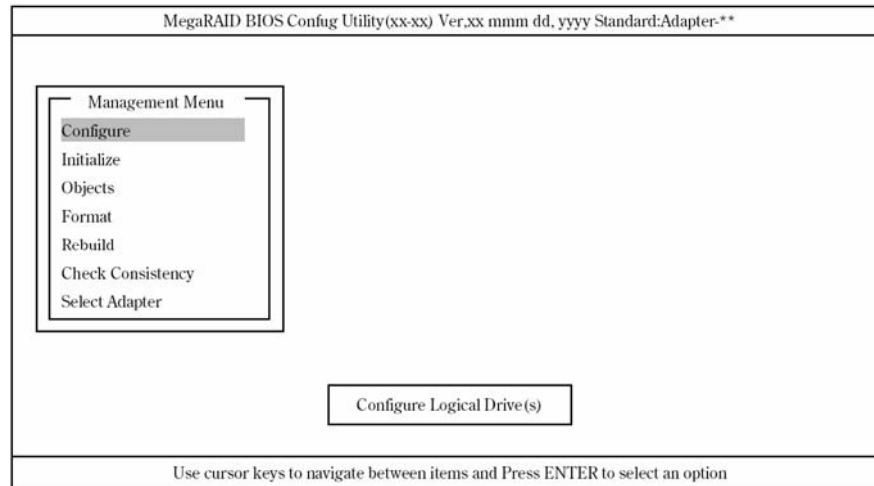 MegaRAID BIOS Confug Utility(xx-xx) Ver,xx mmm dd, yyyy Standard:Adapter-**
Management Menu
Configure
Initialize
Objects
Format
Rebuild
Check Consistency
Select Adapter
Configure Logical Drive(s)
Use cursor keys to navigate between items and Press ENTER to select an option